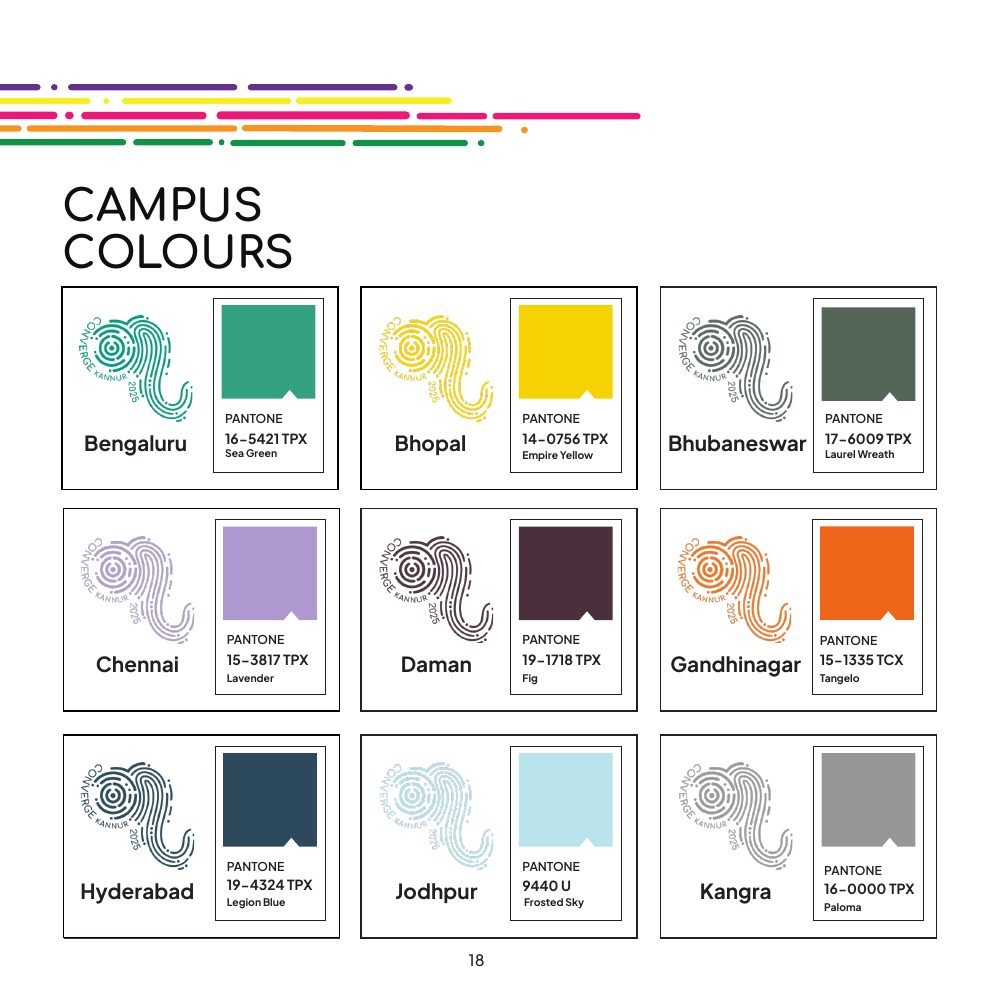 CAMPUS
COLOURS
CONVERGE KANNUR 2025
Bengaluru
PANTONE
16-5421 TPX
Sea Green
CONVERGE KANNUR 2025
Bhopal
PANTONE
14-0756 TPX
Empire Yellow
CONVERGE KANNUR 2025
Bhubaneswar
PANTONE
17-6009 TPX
Laurel Wreath
CONVERGE KANNUR 2025
Chennai
PANTONE
15-3817 TPX
Lavender
CONVERGE KANNUR 2025
Daman
PANTONE
19-1718 TPX
Fig
CONVERGE KANNUR 2025
Gandhinagar
PANTONE
15-1335 TCX
Tangelo
CONVERGE KANNUR 2025
Hyderabad
PANTONE
19-4324 TPX
Legion Blue
CONVERGE KANNUR 2025
Jodhpur
PANTONE
9440 U
Frosted Sky
CONVERGE KANNUR 2025
Kangra
PANTONE
16-0000 TPX
Paloma
18